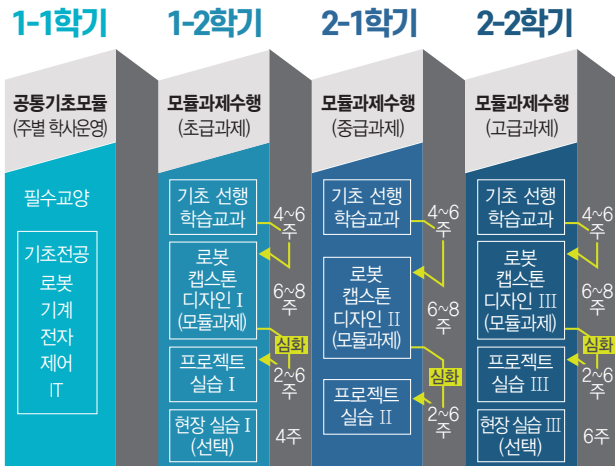 1-1학기
공통기초모듈
(주별 학사운영)
필수교양
기초전공
로봇
기계
전자
제어
IT
1-2학기
모듈과제수행
(초급과제)
기초 선행
학습교과
4~6
주
로봇
캡스톤
디자인 Ⅰ
(모듈과제)
6~8
주
심화
프로젝트
실습 Ⅰ
2~6
주
현장 실습 Ⅰ
(선택)
4주
2-1학기
모듈과제수행
(중급과제)
기초 선행
학습교과
4~6
주
로봇
캡스톤
디자인 Ⅱ
(모듈과제)
6~8
주
심화
프로젝트
실습 Ⅱ
2~6
주
2-2학기
모듈과제수행
(고급과제)
기초 선행
학습교과
4~6
주
로봇
캡스톤
디자인 Ⅲ
(모듈과제)
6~8
주
심화
프로젝트
실습 Ⅲ
2~6
주
현장 실습 Ⅲ
(선택)
6주